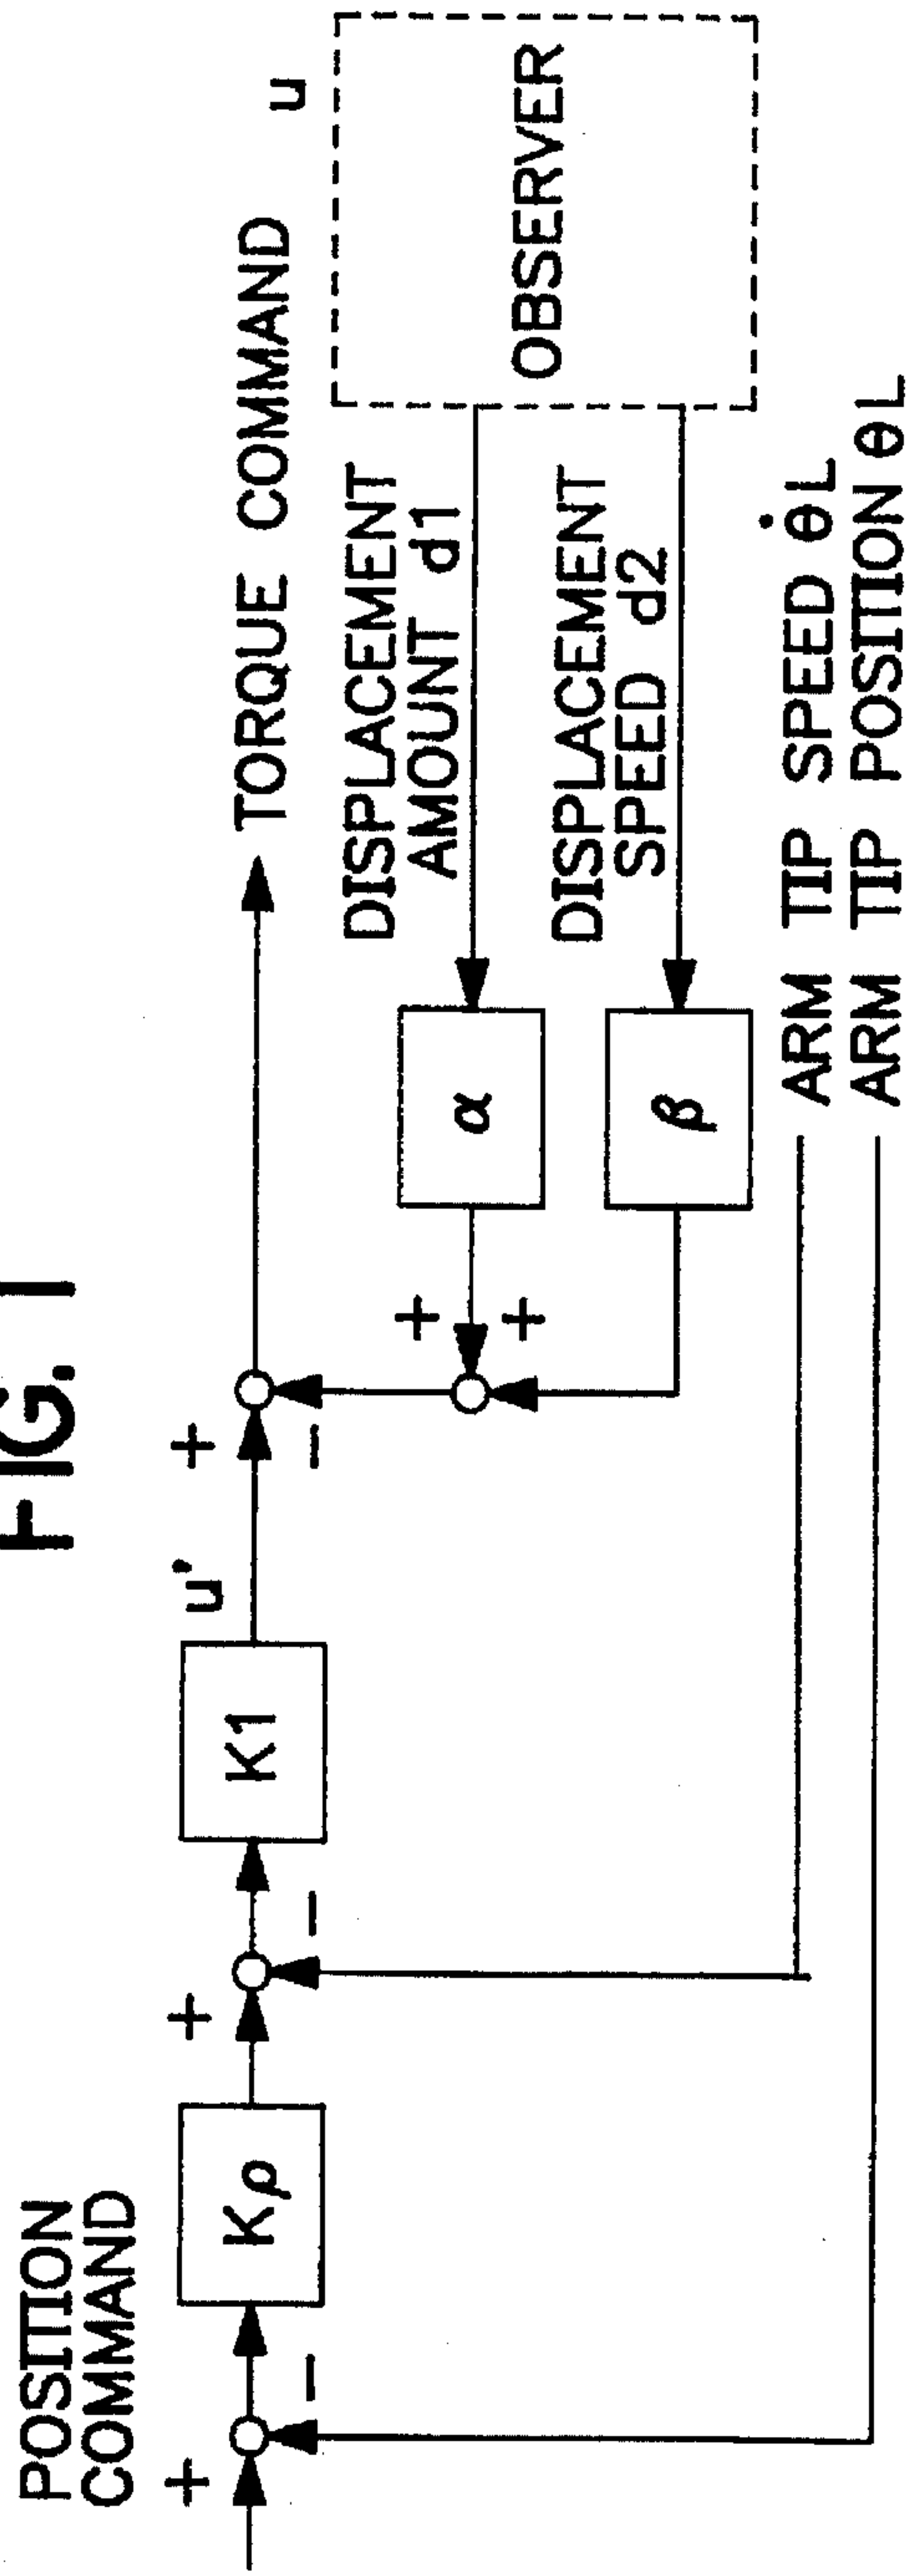 FIG. 1
POSITION
COMMAND
+
-
Kρ
+
-
K1
u'
+
-
TORQUE COMMAND u
+
+
α
β
DISPLACEMENT
AMOUNT d1
DISPLACEMENT
SPEED d2
OBSERVER
ARM TIP SPEED θ̇L
ARM TIP POSITION θL